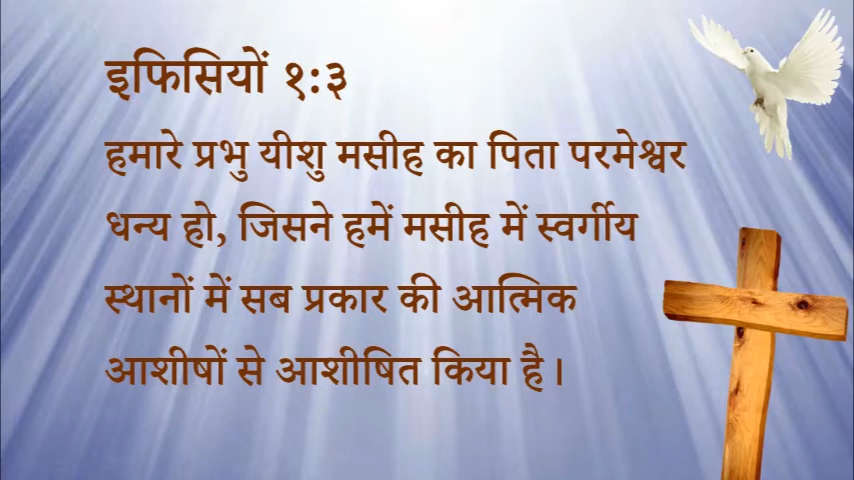 इफिसियों १:३
हमारे प्रभु यीशु मसीह का पिता परमेश्वर
धन्य हो, जिसने हमें मसीह में स्वर्गीय
स्थानों में सब प्रकार की आत्मिक
आशीषों से आशीषित किया है।